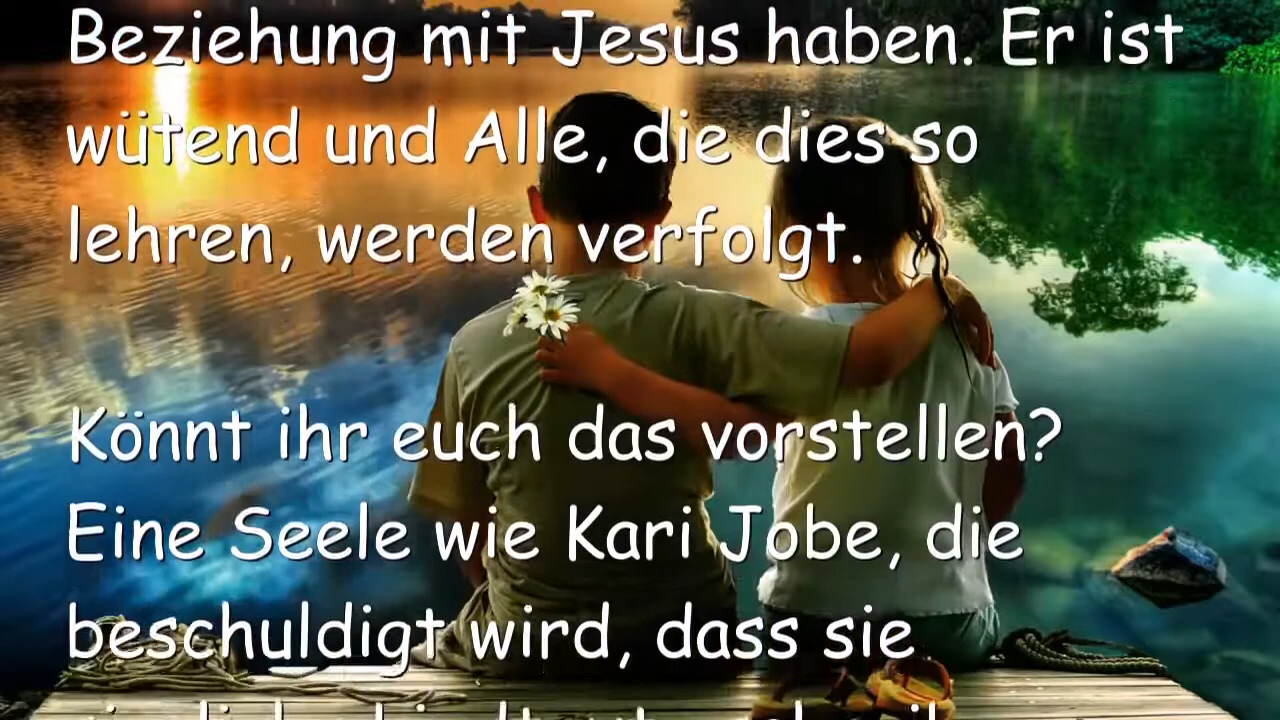 Beziehung mit Jesus haben. Er ist
wütend und Alle, die dies so
lehren, werden verfolgt.
Könnt ihr euch das vorstellen?
Eine Seele wie Kari Jobe, die
beschuldigt wird, dass sie